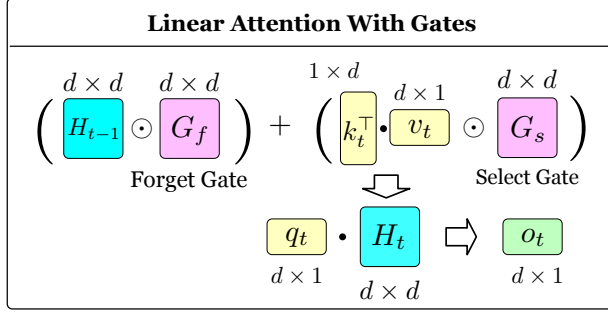 Linear Attention With Gates
1 × d
d × d d × d d × 1 d × d
( H_{t−1} ⊙ G_f ) + ( k_t^⊤ • v_t ⊙ G_s )
Forget Gate Select Gate
q_t • H_t ⇨ o_t
d × 1 d × d d × 1